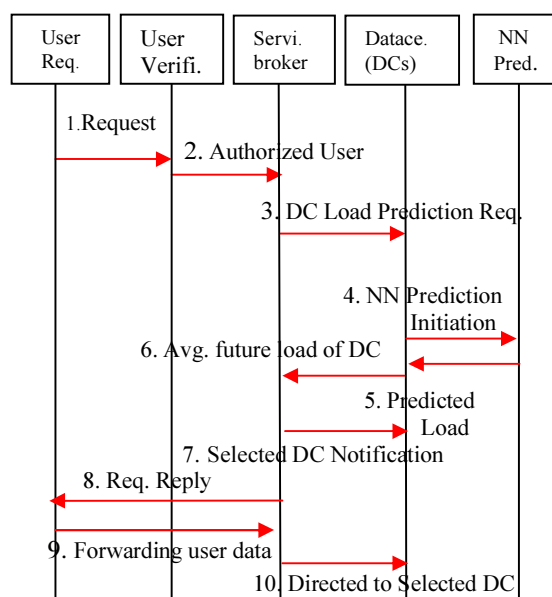 User
Req.
User
Verifi.
Servi.
broker
Datace.
(DCs)
NN
Pred.
1.Request
2. Authorized User
3. DC Load Prediction Req.
4. NN Prediction
Initiation
6. Avg. future load of DC
5. Predicted
Load
7. Selected DC Notification
8. Req. Reply
9. Forwarding user data
10. Directed to Selected DC